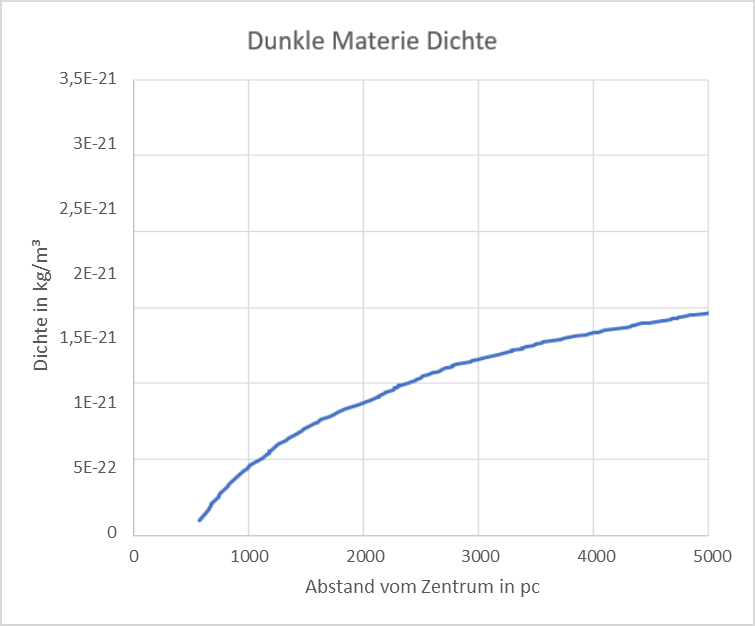 Dunkle Materie Dichte
3,5E-21
3E-21
2,5E-21
2E-21
1,5E-21
1E-21
5E-22
0
Dichte in kg/m³
0 1000 2000 3000 4000 5000
Abstand vom Zentrum in pc